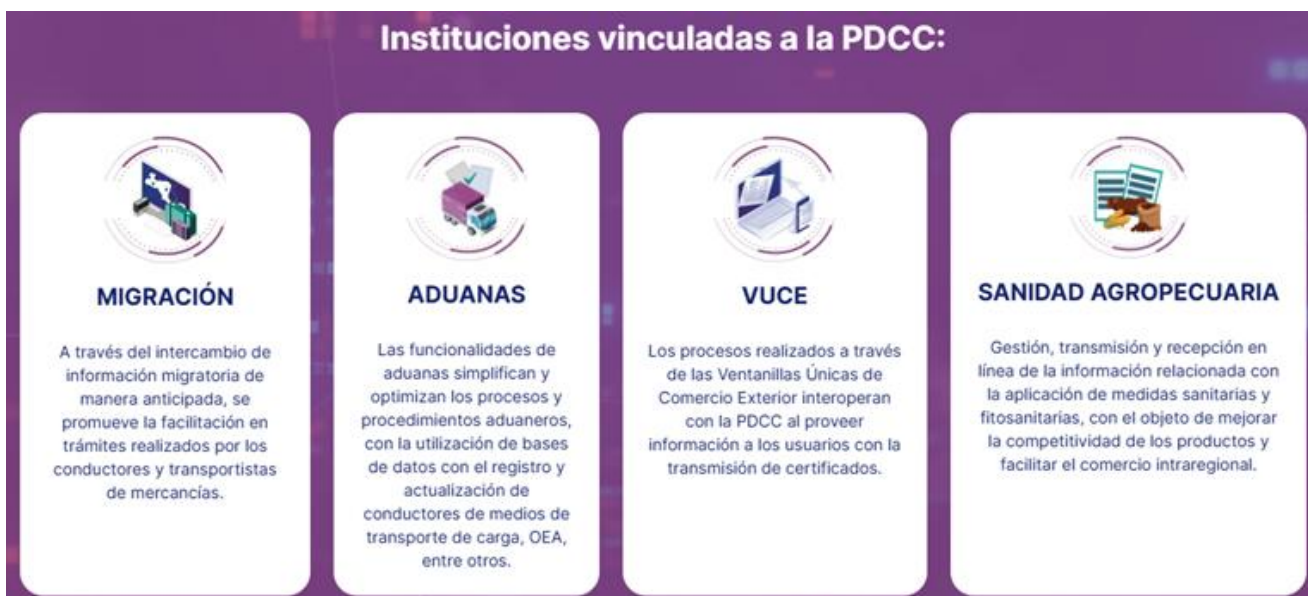 Instituciones vinculadas a la PDCC:
MIGRACIÓN
A través del intercambio de
información migratoria de
manera anticipada, se
promueve la facilitación en
trámites realizados por los
conductores y transportistas
de mercancías.
ADUANAS
Las funcionalidades de
aduanas simplifican y
optimizan los procesos y
procedimientos aduaneros,
con la utilización de bases
de datos con el registro y
actualización de
conductores de medios de
transporte de carga, OEA,
entre otros.
VUCE
Los procesos realizados a través
de las Ventanillas Únicas de
Comercio Exterior interoperan
con la PDCC al proveer
información a los usuarios con la
transmisión de certificados.
SANIDAD AGROPECUARIA
Gestión, transmisión y recepción en
línea de la información relacionada con
la aplicación de medidas sanitarias y
fitosanitarias, con el objeto de mejorar
la competitividad de los productos y
facilitar el comercio intraregional.